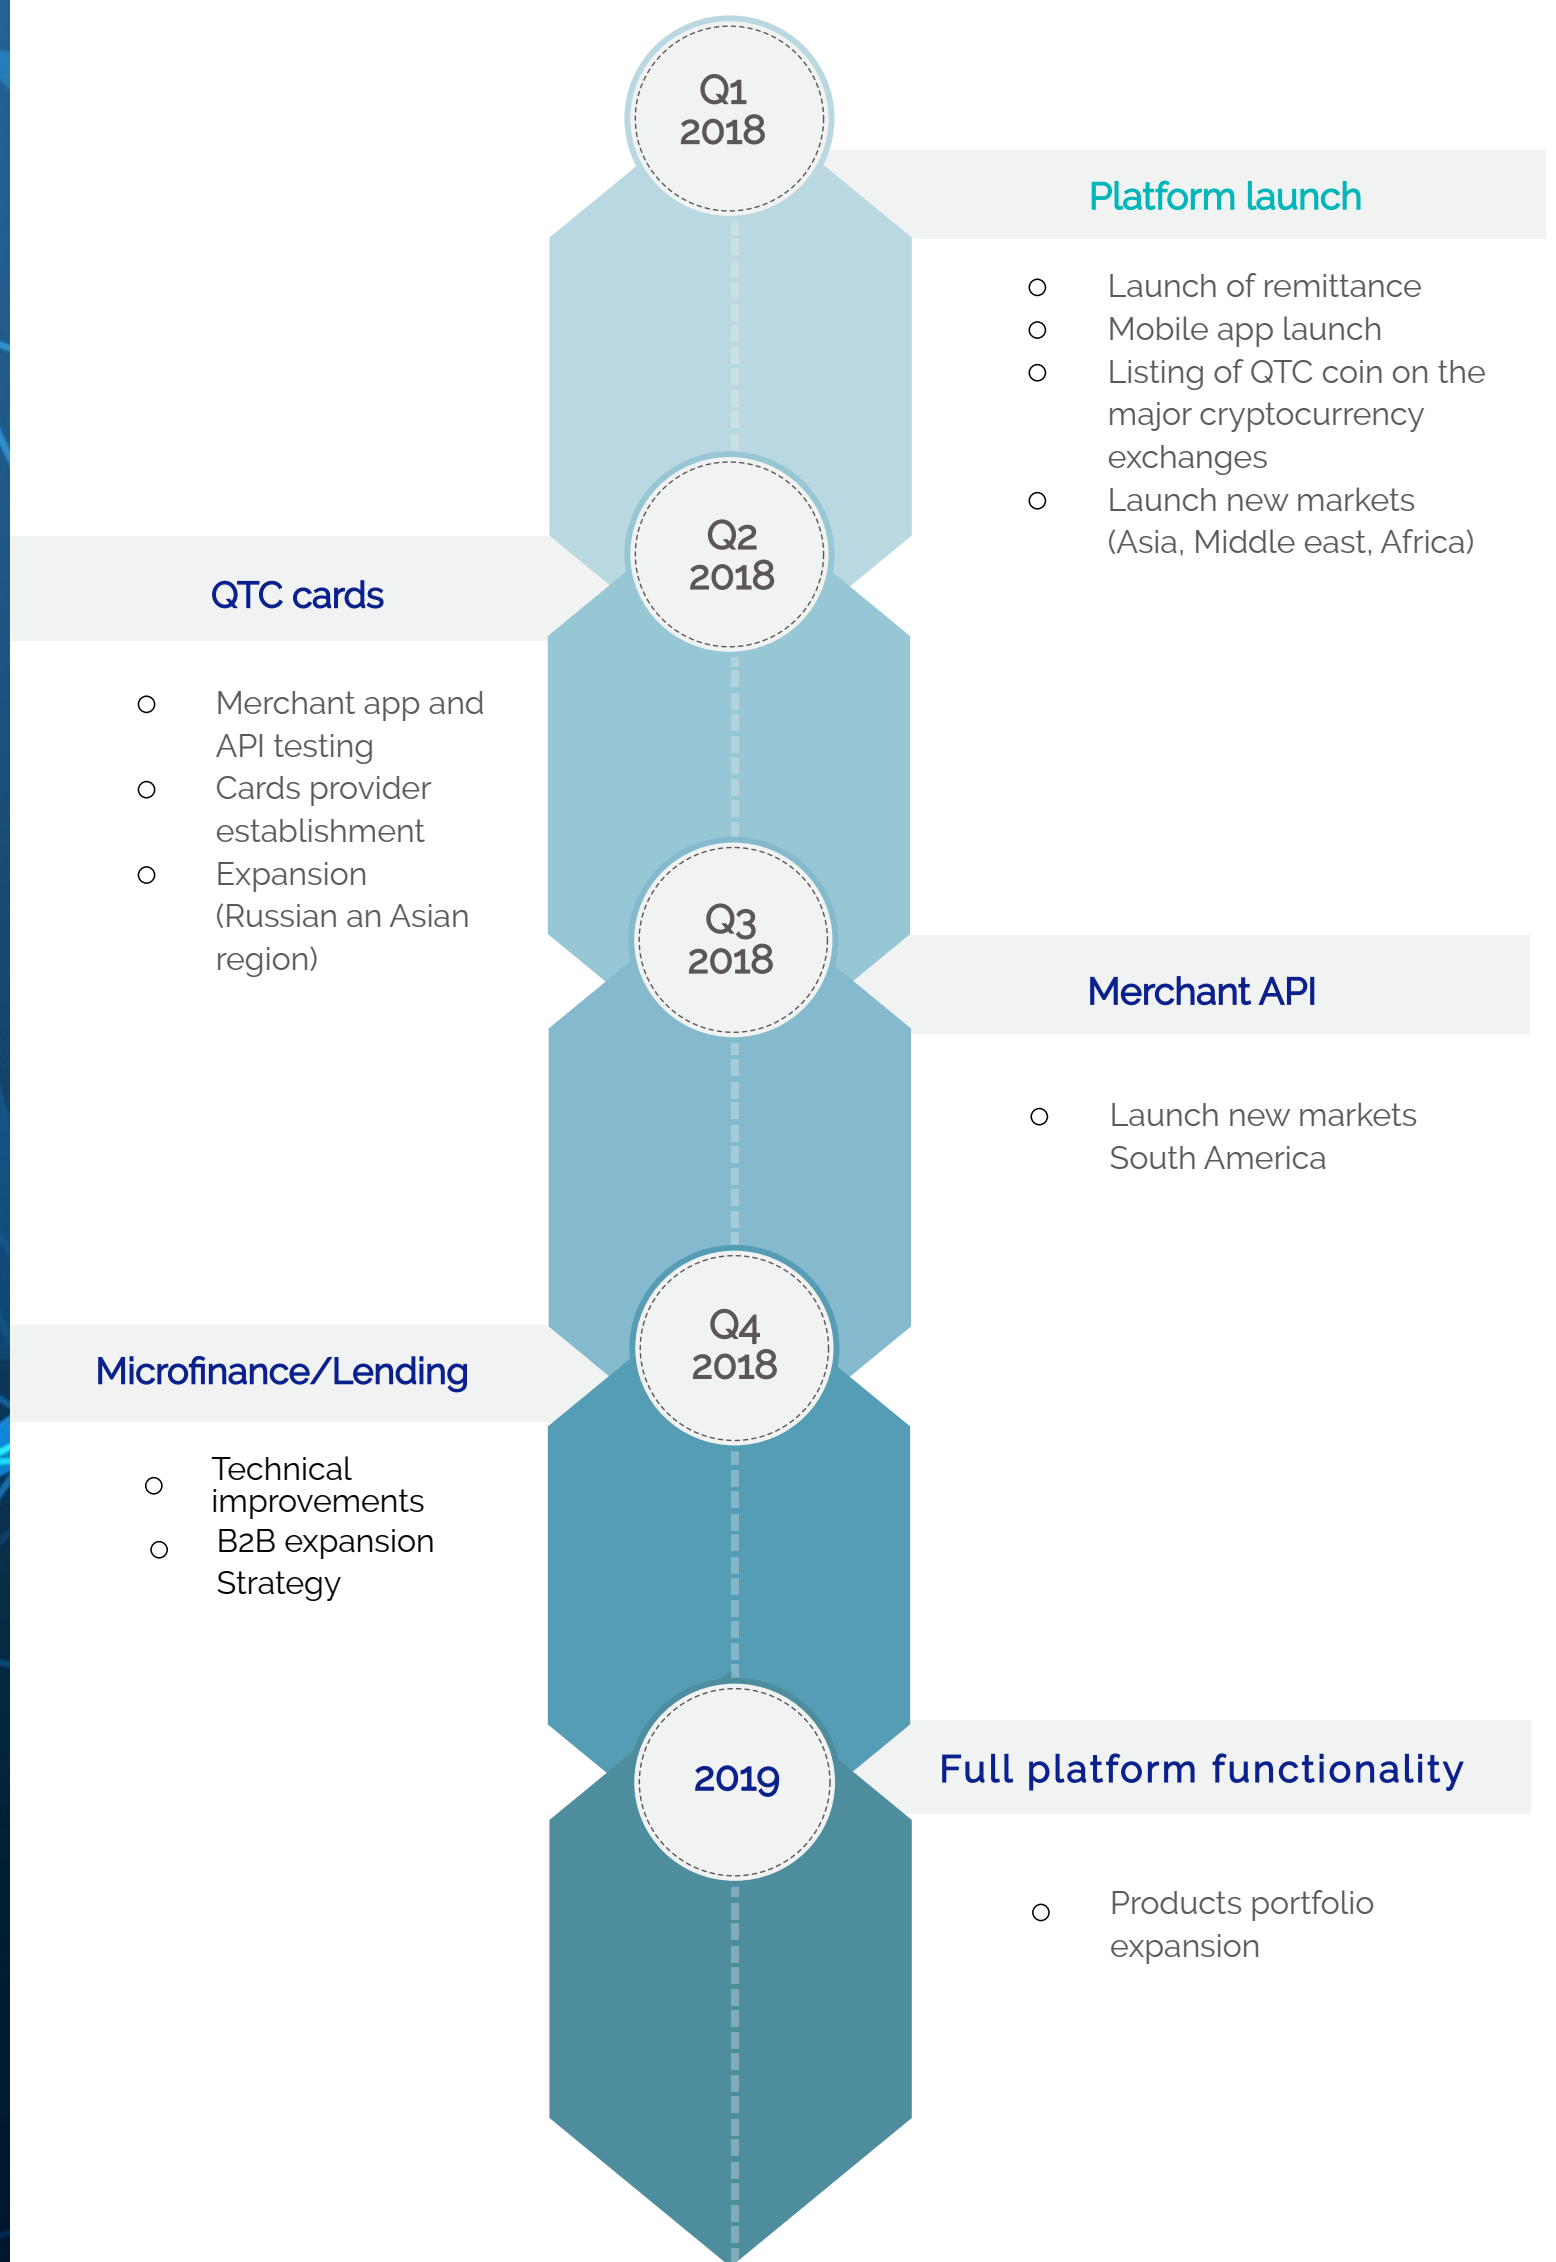 Q1
2018
Platform launch
Launch of remittance
Mobile app launch
Listing of QTC coin on the
major cryptocurrency
exchanges
Launch new markets
(Asia, Middle east, Africa)
Q2
2018
QTC cards
Merchant app and
API testing
Cards provider
establishment
Expansion
(Russian an Asian
region)
Q3
2018
Merchant API
Launch new markets
South America
Q4
2018
Microfinance/Lending
Technical
improvements
B2B expansion
Strategy
2019
Full platform functionality
Products portfolio
expansion